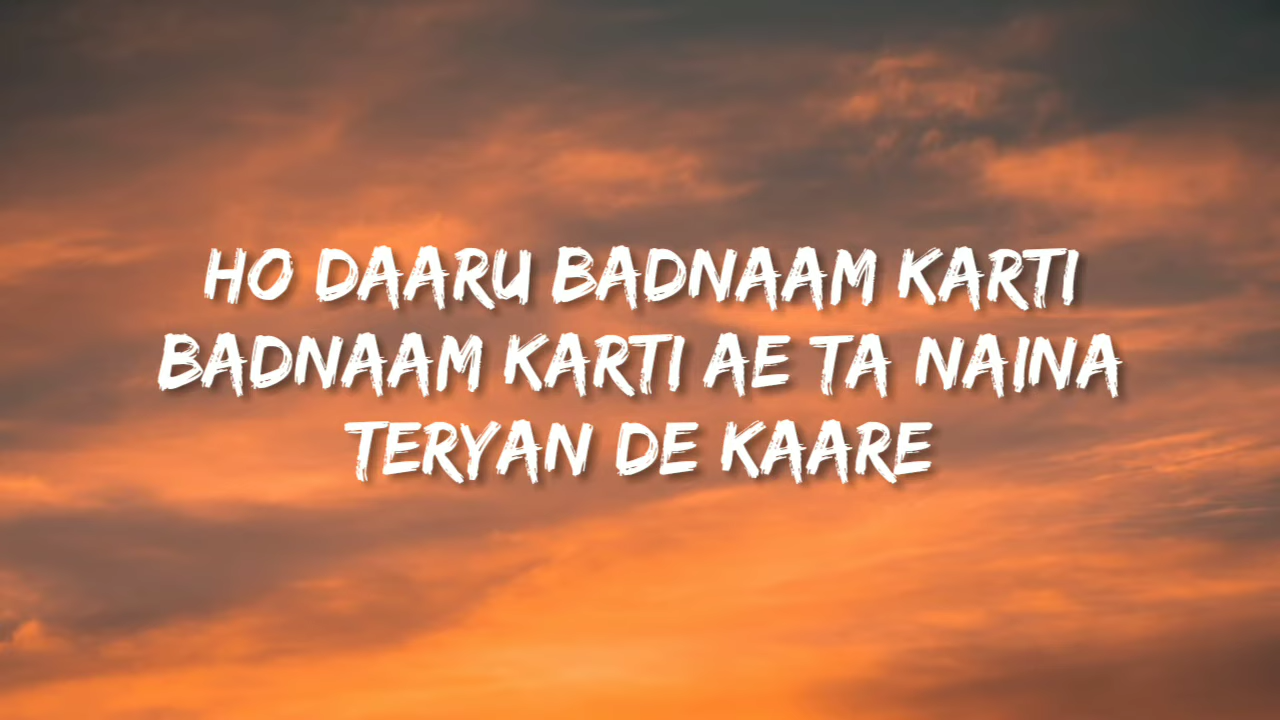 HO DAARU BADNAAM KARTI
BADNAAM KARTI AE TA NAINA
TERYAN DE KAARE